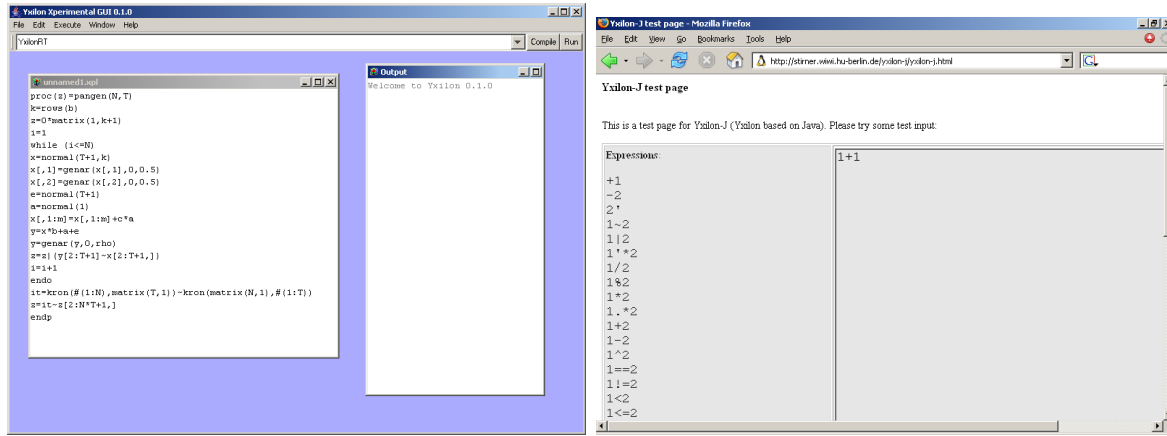 Yxilon Xperimental GUI 0.1.0
File Edit Execute Window Help
YxilonRT
Compile Run
unnamed1.xpl
proc(z)=pangen(N,T)
k=rows(b)
z=0*matrix(1,k+1)
i=1
while (i<=N)
x=normal(T+1,k)
x[,1]=genar(x[,1],0,0.5)
x[,2]=genar(x[,2],0,0.5)
e=normal(T+1)
a=normal(1)
x[,1:m]=x[,1:m]+c*a
y=x*b+a+e
y=genar(y,0,rho)
z=z|(y[2:T+1]~x[2:T+1,])
i=i+1
endo
it=kron(#(1:N),matrix(T,1))~kron(matrix(N,1),#(1:T))
z=it~z[2:N*T+1,]
endp
Output
Welcome to Yxilon 0.1.0
Yxilon-J test page - Mozilla Firefox
File Edit View Go Bookmarks Tools Help
http://stirner.wiwi.hu-berlin.de/yxilon-j/yxilon-j.html
Yxilon-J test page
This is a test page for Yxilon-J (Yxilon based on Java). Please try some test input:
Expressions:
1+1
+1
-2
2'
1~2
1|2
1'*2
1/2
1%2
1*2
1.*2
1+2
1-2
1^2
1==2
1!=2
1<2
1<=2